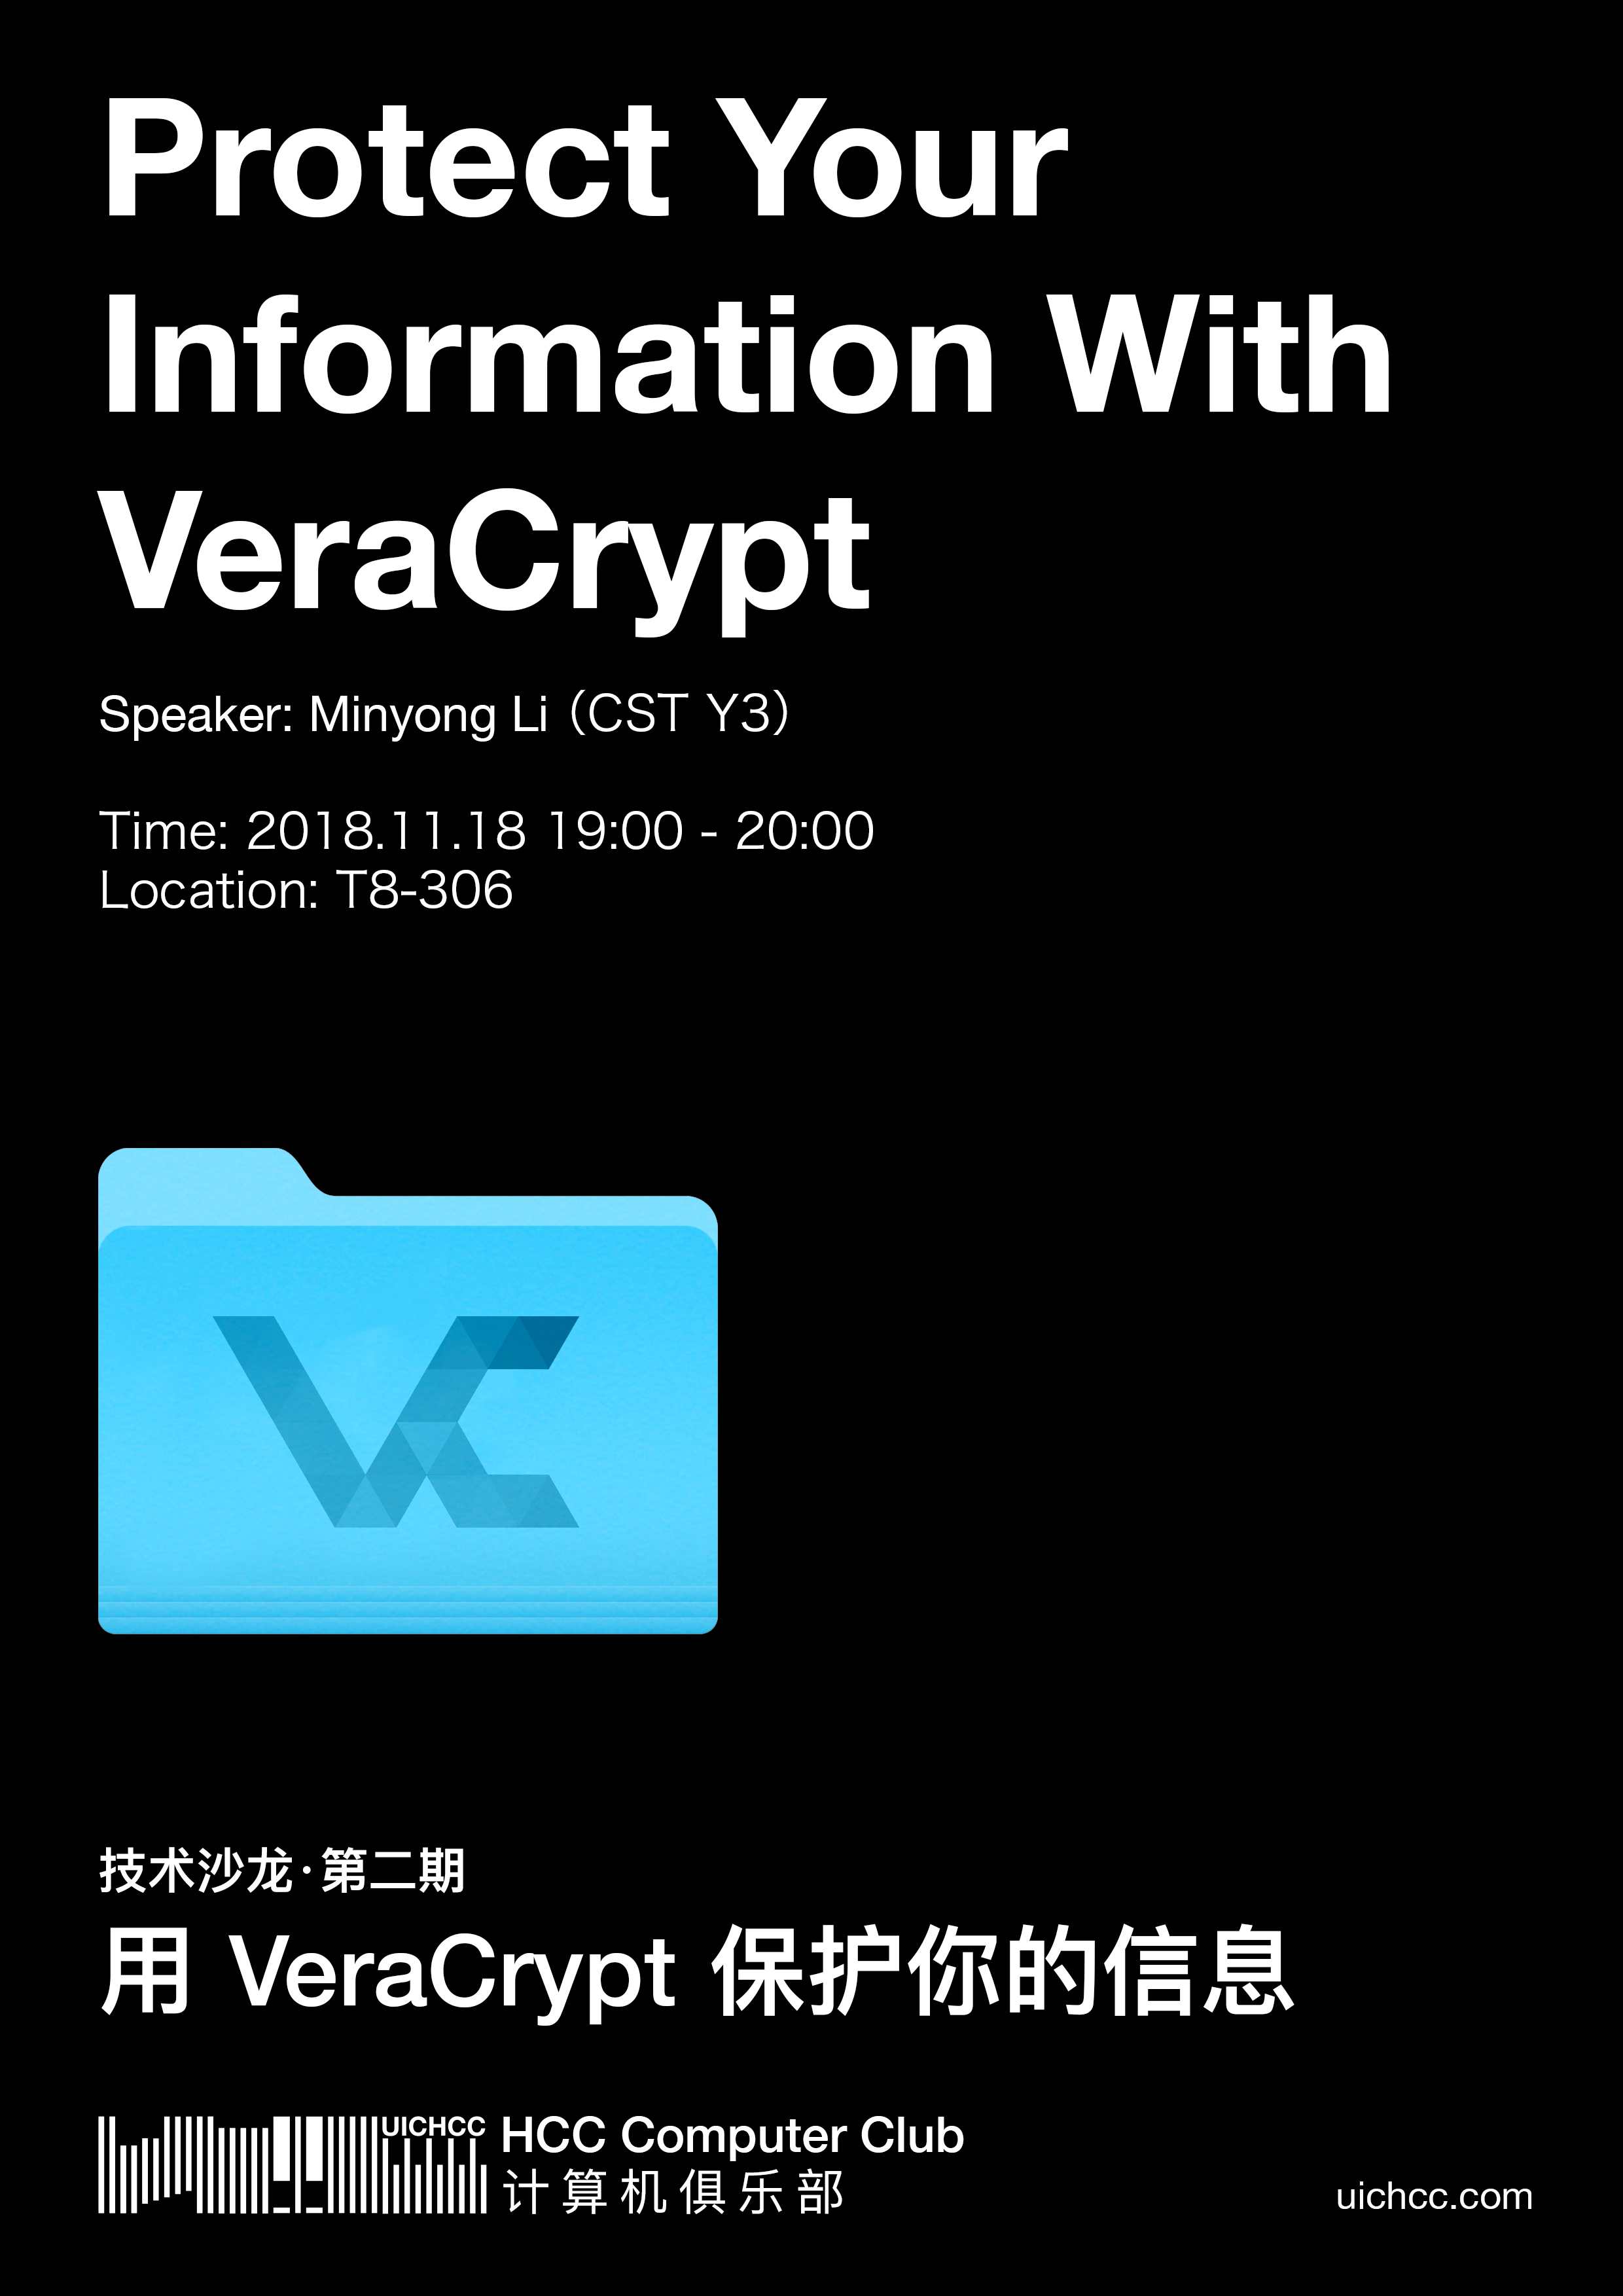 Protect Your
Information With
VeraCrypt
Speaker: Minyong Li（CST Y3）
Time: 2018.11.18 19:00 - 20:00
Location: T8-306
VC
技术沙龙·第二期
用 VeraCrypt 保护你的信息
UICHCC
HCC Computer Club
计算机俱乐部
uichcc.com